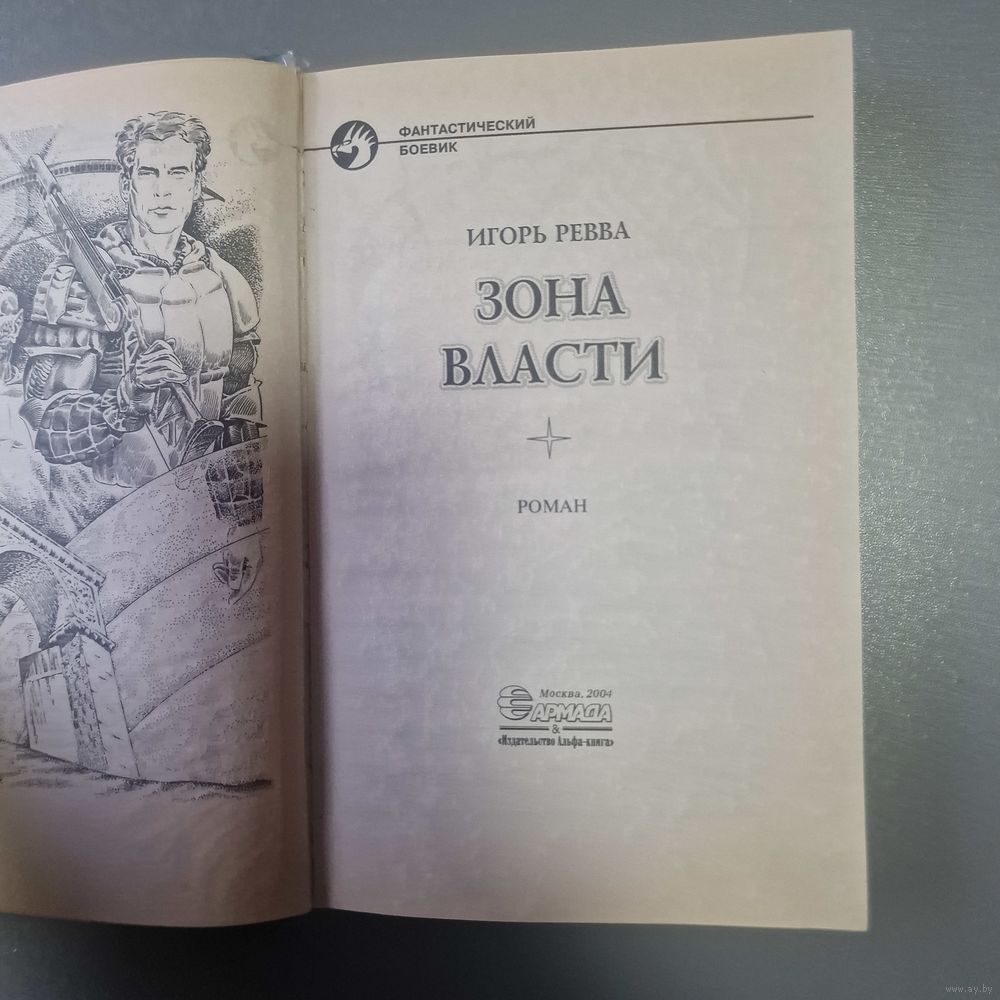 ФАНТАСТИЧЕСКИЙ
БОЕВИК
ИГОРЬ РЕВВА
ЗОНА
ВЛАСТИ
РОМАН
Москва, 2004
АРМАДА
&
«Издательство Альфа-книга»
www.ay.by